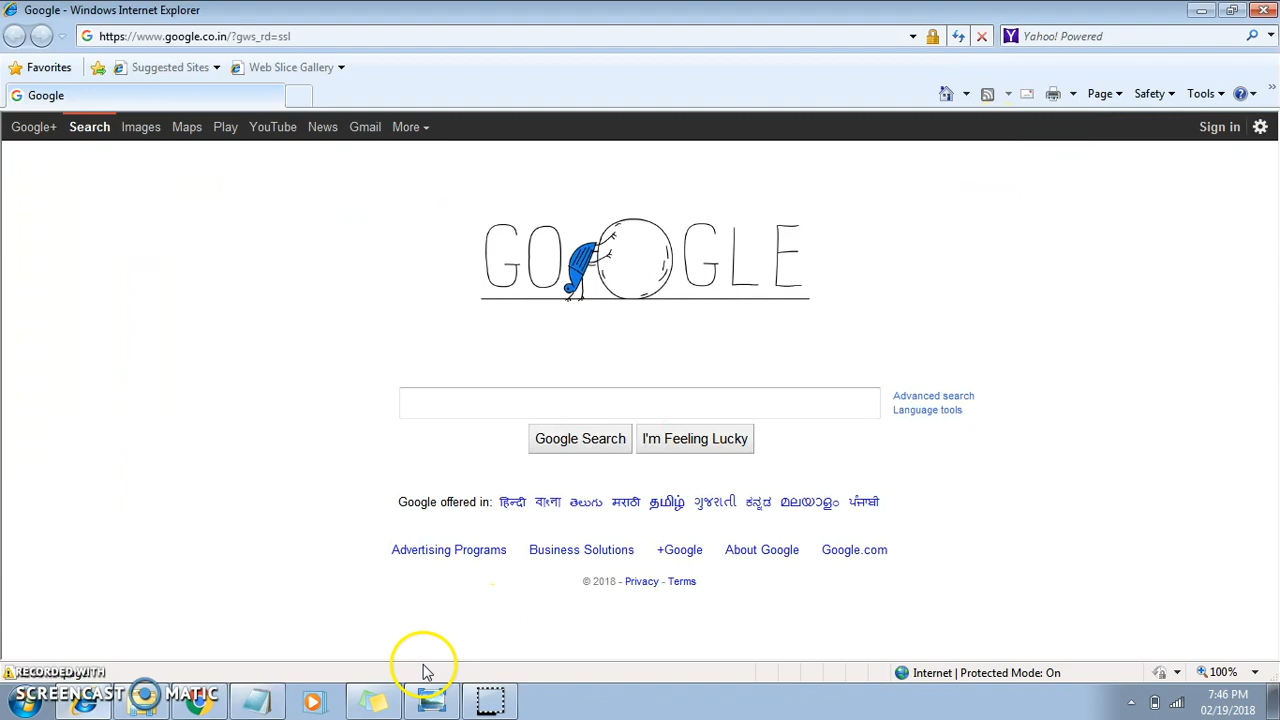 Google - Windows Internet Explorer
https://www.google.co.in/?gws_rd=ssl
Yahoo! Powered
Favorites Suggested Sites Web Slice Gallery
Google
Page Safety Tools
Google+ Search Images Maps Play YouTube News Gmail More
Sign in
GOOGLE
Advanced search
Language tools
Google Search I'm Feeling Lucky
Google offered in: हिन्दी বাংলা తెలుగు मराठी தமிழ் ગુજરાતી ಕನ್ನಡ മലയാളം ਪੰਜਾਬੀ
Advertising Programs Business Solutions +Google About Google Google.com
© 2018 - Privacy - Terms
RECORDED WITH
Internet | Protected Mode: On
100%
SCREENCAST MATIC
7:46 PM
02/19/2018